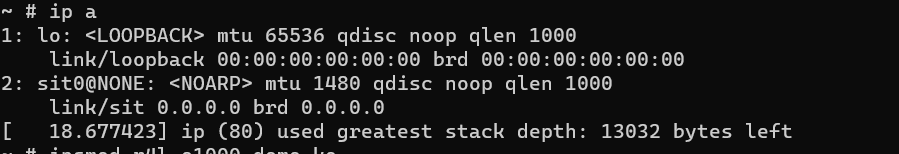 ~ # ip a
1: lo: <LOOPBACK> mtu 65536 qdisc noop qlen 1000
    link/loopback 00:00:00:00:00:00 brd 00:00:00:00:00:00
2: sit0@NONE: <NOARP> mtu 1480 qdisc noop qlen 1000
    link/sit 0.0.0.0 brd 0.0.0.0
[   18.677423] ip (80) used greatest stack depth: 13032 bytes left